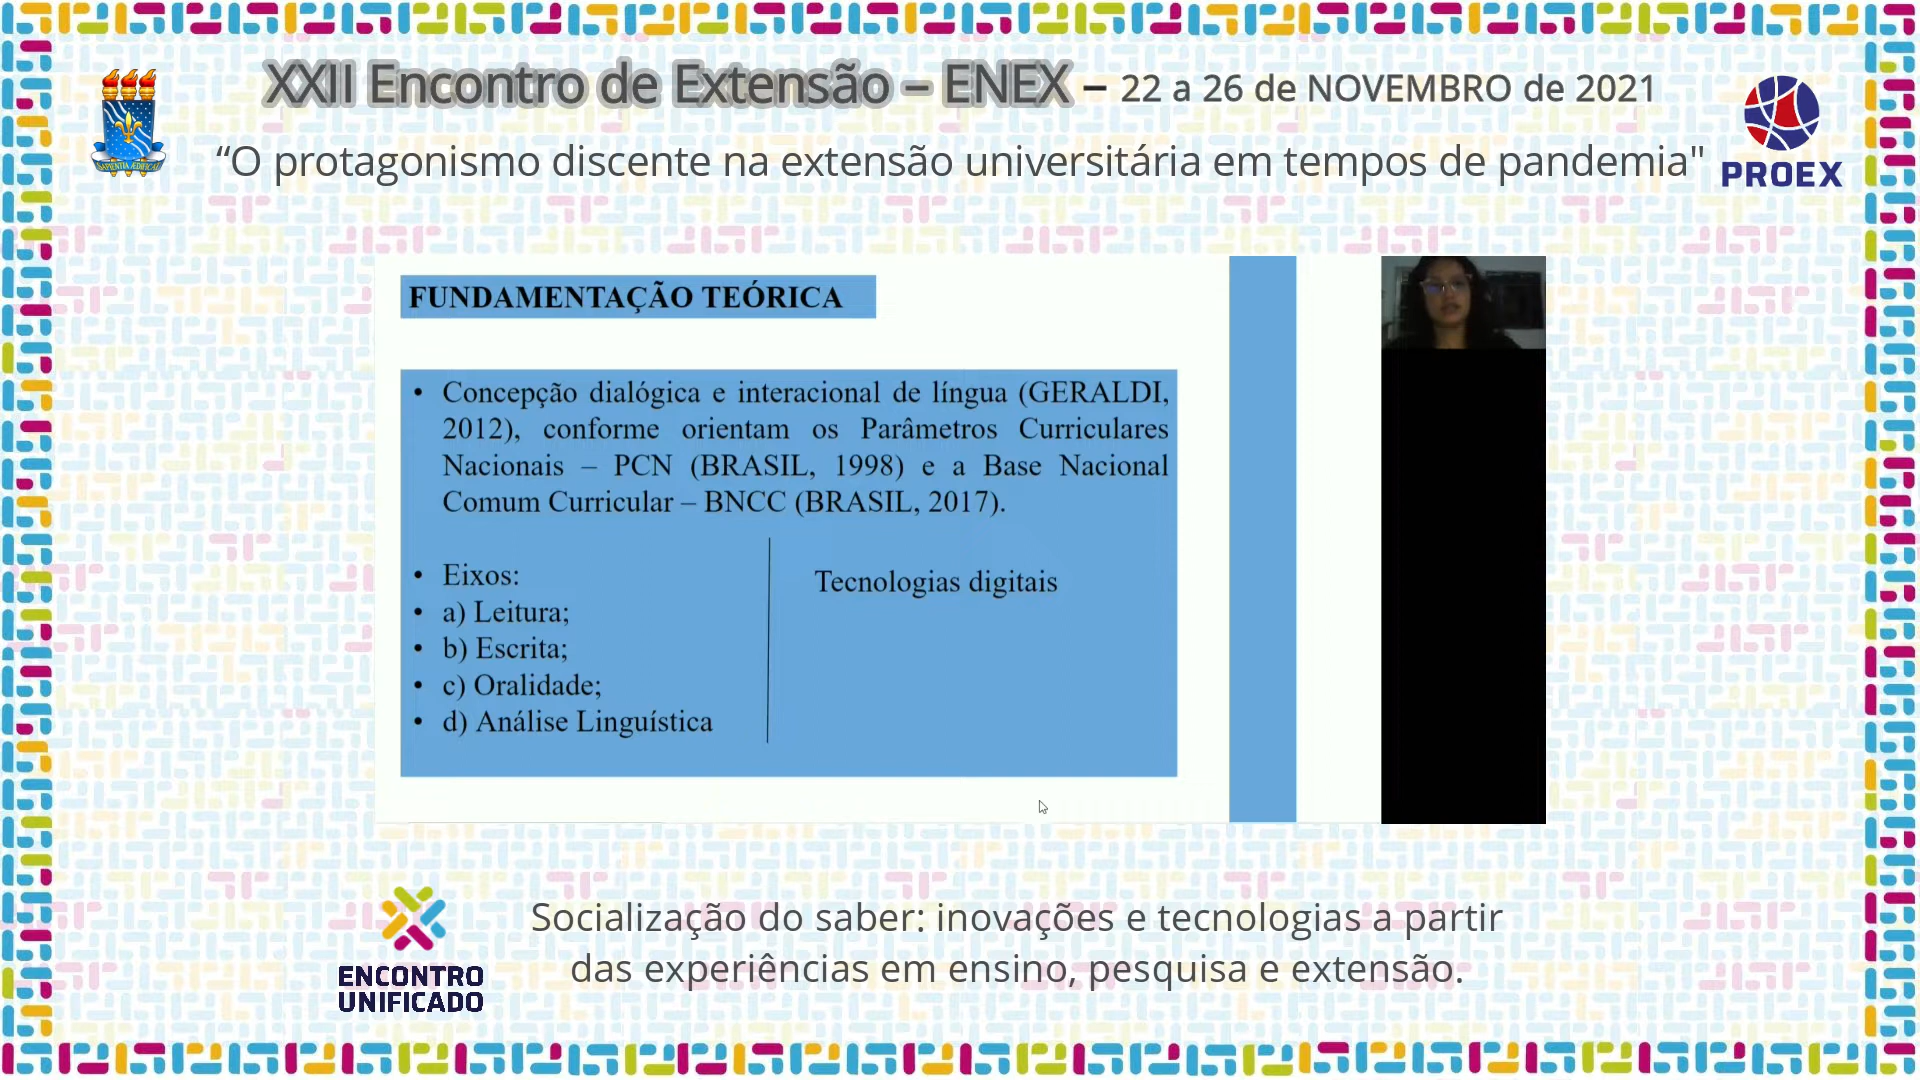 XXII Encontro de Extensão – ENEX – 22 a 26 de NOVEMBRO de 2021
“O protagonismo discente na extensão universitária em tempos de pandemia"
PROEX
SAPIENTIA ÆDIFICAT
FUNDAMENTAÇÃO TEÓRICA
• Concepção dialógica e interacional de língua (GERALDI,
2012), conforme orientam os Parâmetros Curriculares
Nacionais – PCN (BRASIL, 1998) e a Base Nacional
Comum Curricular – BNCC (BRASIL, 2017).
• Eixos:
• a) Leitura;
• b) Escrita;
• c) Oralidade;
• d) Análise Linguística
Tecnologias digitais
ENCONTRO
UNIFICADO
Socialização do saber: inovações e tecnologias a partir
das experiências em ensino, pesquisa e extensão.